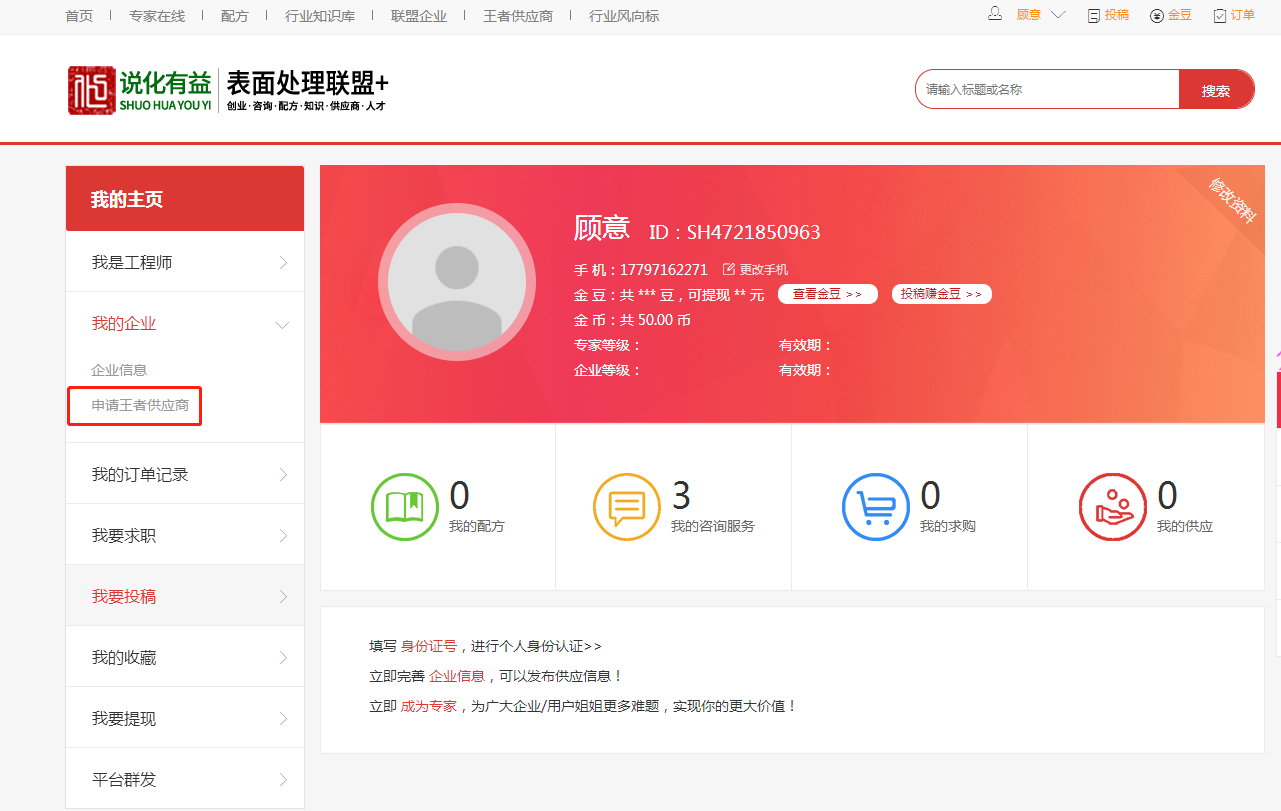 首页 | 专家在线 | 配方 | 行业知识库 | 联盟企业 | 王者供应商 | 行业风向标
顾意 投稿 金豆 订单
说化有益
SHUO HUA YOU YI
表面处理联盟+
创业·咨询·配方·知识·供应商·人才
请输入标题或名称
搜索
我的主页
我是工程师
我的企业
企业信息
申请王者供应商
我的订单记录
我要求职
我要投稿
我的收藏
我要提现
平台群发
修改资料
顾意 ID：SH4721850963
手 机：17797162271 更改手机
金 豆：共 *** 豆，可提现 ** 元 查看金豆 >> 投稿赚金豆 >>
金 币：共 50.00 币
专家等级： 有效期：
企业等级： 有效期：
0
我的配方
3
我的咨询服务
0
我的求购
0
我的供应
填写 身份证号，进行个人身份认证>>
立即完善 企业信息，可以发布供应信息！
立即 成为专家，为广大企业/用户姐姐更多难题，实现你的更大价值！